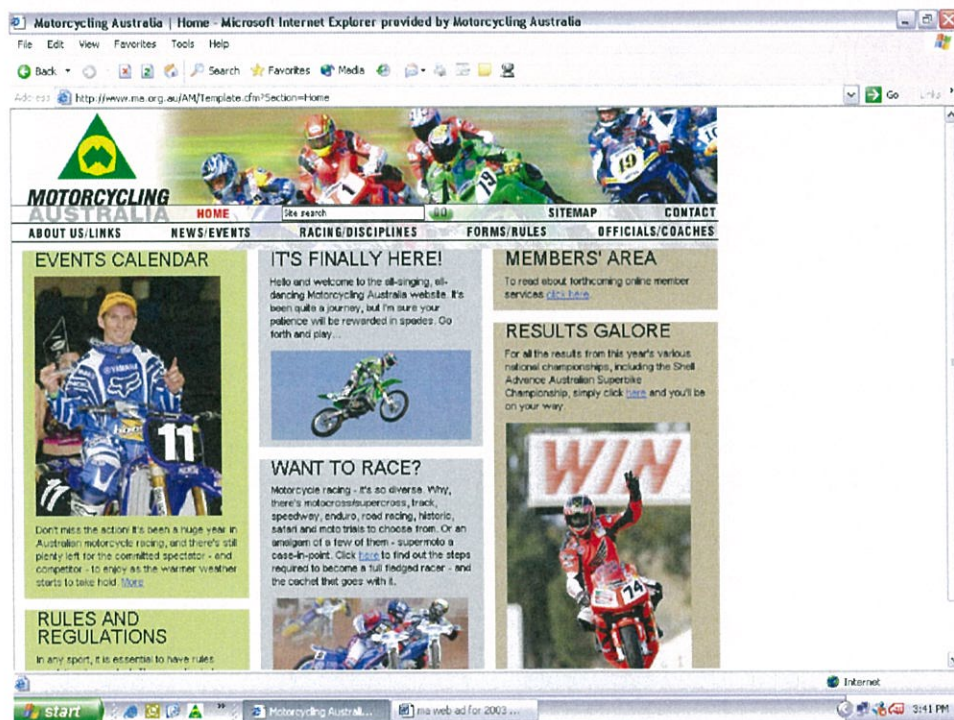 Motorcycling Australia | Home - Microsoft Internet Explorer provided by Motorcycling Australia
File Edit View Favorites Tools Help
Back Search Favorites Media
Address http://www.ma.org.au/AM/Template.cfm?Section=Home Go Links
MOTORCYCLING
AUSTRALIA
HOME Site search GO SITEMAP CONTACT
ABOUT US/LINKS NEWS/EVENTS RACING/DISCIPLINES FORMS/RULES OFFICIALS/COACHES
EVENTS CALENDAR
YAMAHA
11
11
Don't miss the action! It's been a huge year in
Australian motorcycle racing, and there's still
plenty left for the committed spectator - and
competitor - to enjoy as the warmer weather
starts to take hold. More
RULES AND
REGULATIONS
In any sport, it is essential to have rules
IT'S FINALLY HERE!
Hello and welcome to the all-singing, all-
dancing Motorcycling Australia website. It's
been quite a journey, but I'm sure your
patience will be rewarded in spades. Go
forth and play...
WANT TO RACE?
Motorcycle racing - it's so diverse. Why,
there's motocross/supercross, track,
speedway, enduro, road racing, historic,
safari and moto trials to choose from. Or an
amalgam of a few of them - supermoto a
case-in-point. Click here to find out the steps
required to become a full fledged racer - and
the cachet that goes with it.
MEMBERS' AREA
To read about forthcoming online member
services click here.
RESULTS GALORE
For all the results from this year's various
national championships, including the Shell
Advance Australian Superbike
Championship, simply click here and you'll be
on your way.
WIN
74
1
19
19
Internet
start Motorcycling Australi... ma web ad for 2003 ... 3:41 PM